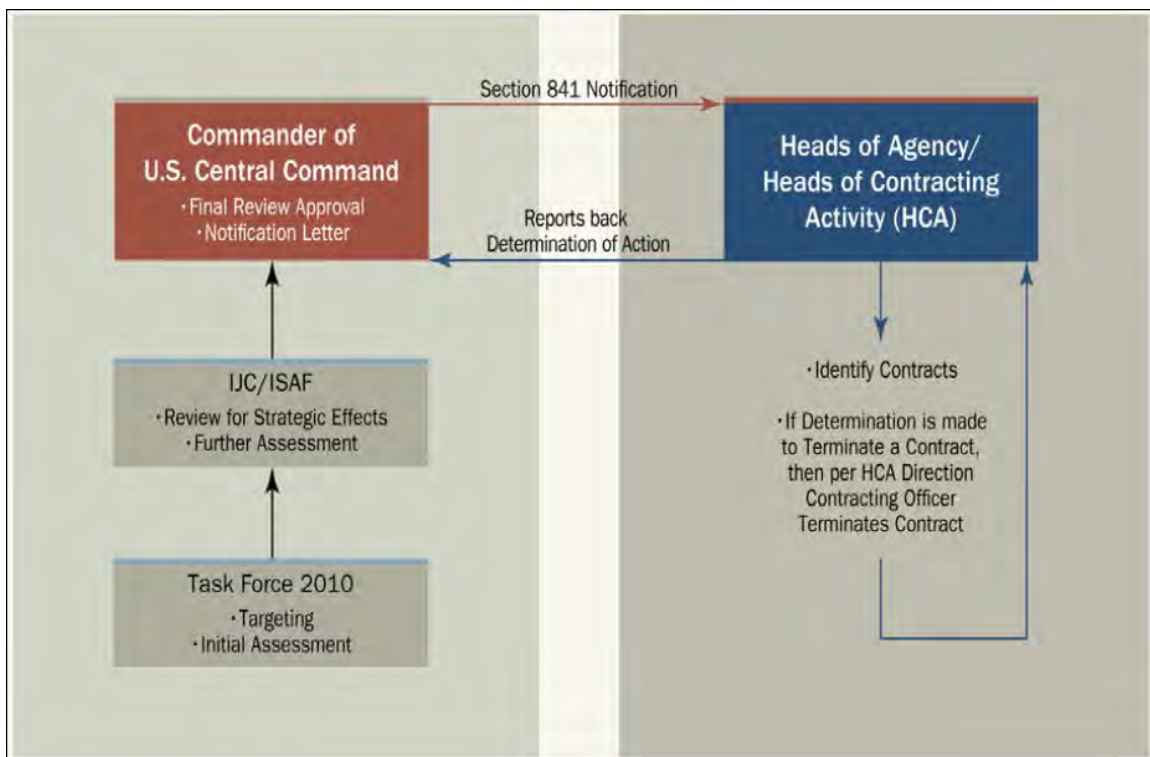 Section 841 Notification
Commander of
U.S. Central Command
· Final Review Approval
· Notification Letter
Heads of Agency/
Heads of Contracting
Activity (HCA)
Reports back
Determination of Action
IJC/ISAF
· Review for Strategic Effects
· Further Assessment
Task Force 2010
· Targeting
· Initial Assessment
· Identify Contracts
· If Determination is made
to Terminate a Contract,
then per HCA Direction
Contracting Officer
Terminates Contract